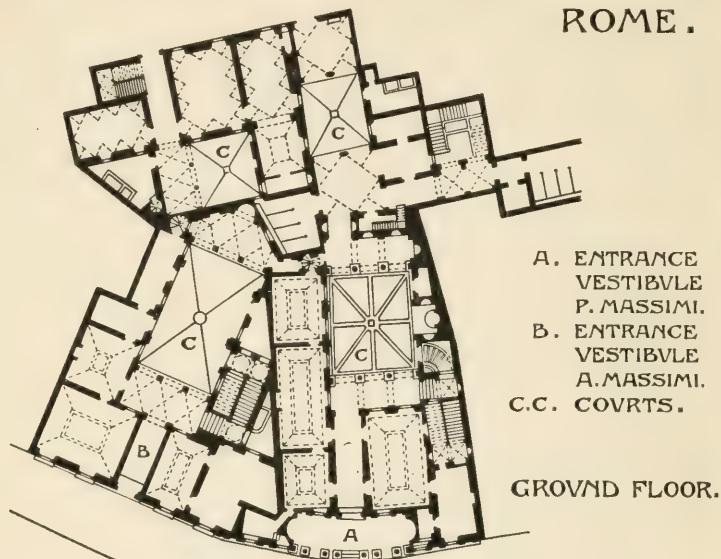 ROME.
C
C
A. ENTRANCE
VESTIBVLE
P. MASSIMI.
B. ENTRANCE
VESTIBVLE
A. MASSIMI.
C.C. COVRTS.
C
C
B
GROVND FLOOR.
A